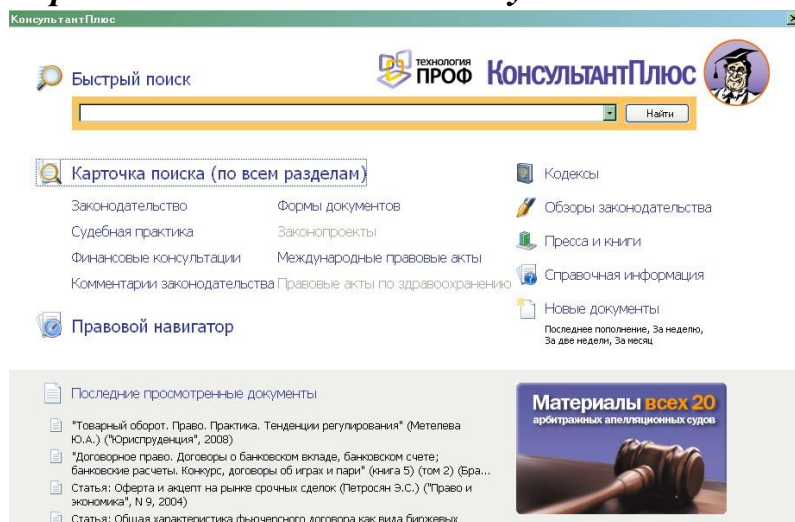 КонсультантПлюс
Быстрый поиск
технология
ПРОФ
КонсультантПлюс
Найти
Карточка поиска (по всем разделам)
Законодательство
Формы документов
Судебная практика
Законопроекты
Финансовые консультации
Международные правовые акты
Комментарии законодательства
Правовые акты по здравоохранению
Правовой навигатор
Кодексы
Обзоры законодательства
Пресса и книги
Справочная информация
Новые документы
Последнее пополнение, За неделю,
За две недели, За месяц
Последние просмотренные документы
"Товарный оборот. Право. Практика. Тенденции регулирования" (Метелева
Ю.А.) ("Юриспруденция", 2008)
"Договорное право. Договоры о банковском вкладе, банковском счете;
банковские расчеты. Конкурс, договоры об играх и пари" (книга 5) (том 2) (Бра...
Статья: Оферта и акцепт на рынке срочных сделок (Петросян Э.С.) ("Право и
экономика", N 9, 2004)
Статья: Общая характеристика фьючерсного договора как вида биржевых
Материалы всех 20
арбитражных апелляционных судов